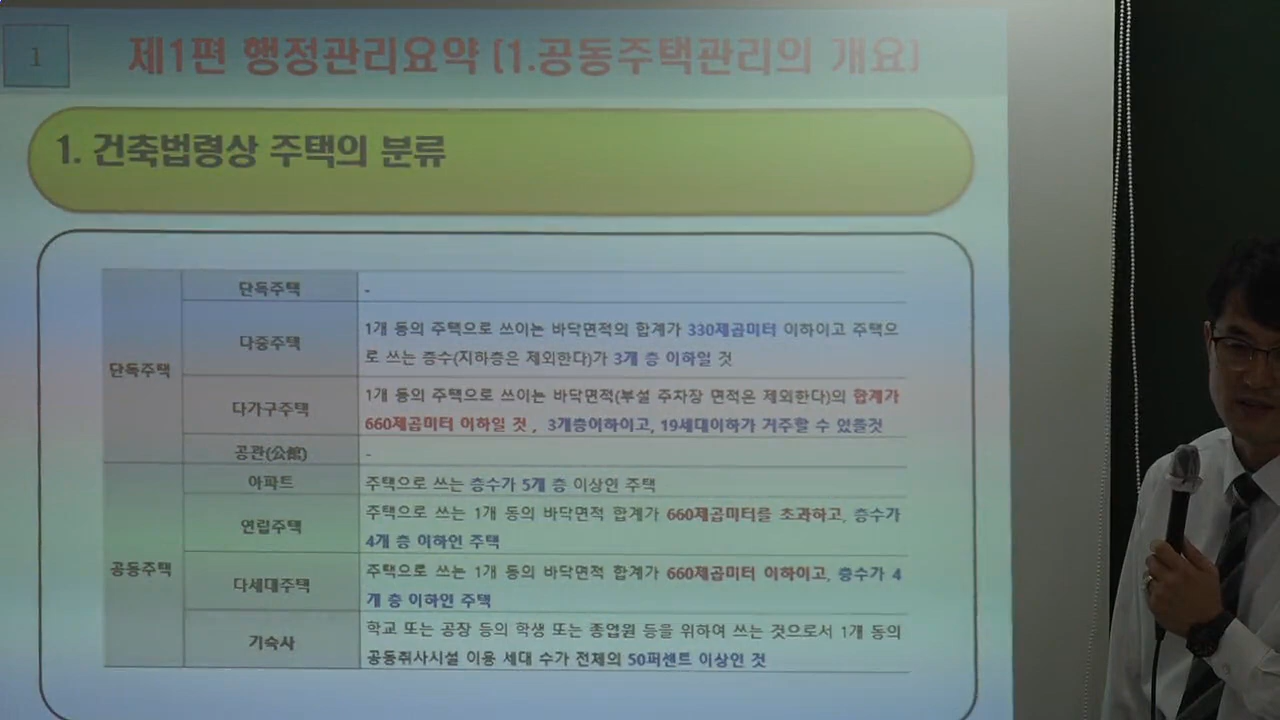 1
제1편 행정관리요약 [1.공동주택관리의 개요]
1. 건축법령상 주택의 분류
단독주택
단독주택
-
다중주택
1개 동의 주택으로 쓰이는 바닥면적의 합계가 330제곱미터 이하이고 주택으
로 쓰는 층수(지하층은 제외한다)가 3개 층 이하일 것
다가구주택
1개 동의 주택으로 쓰이는 바닥면적(부설 주차장 면적은 제외한다)의 합계가
660제곱미터 이하일 것 , 3개층이하이고, 19세대이하가 거주할 수 있을것
공관(公館)
-
공동주택
아파트
주택으로 쓰는 층수가 5개 층 이상인 주택
연립주택
주택으로 쓰는 1개 동의 바닥면적 합계가 660제곱미터를 초과하고, 층수가
4개 층 이하인 주택
다세대주택
주택으로 쓰는 1개 동의 바닥면적 합계가 660제곱미터 이하이고, 층수가 4
개 층 이하인 주택
기숙사
학교 또는 공장 등의 학생 또는 종업원 등을 위하여 쓰는 것으로서 1개 동의
공동취사시설 이용 세대 수가 전체의 50퍼센트 이상인 것